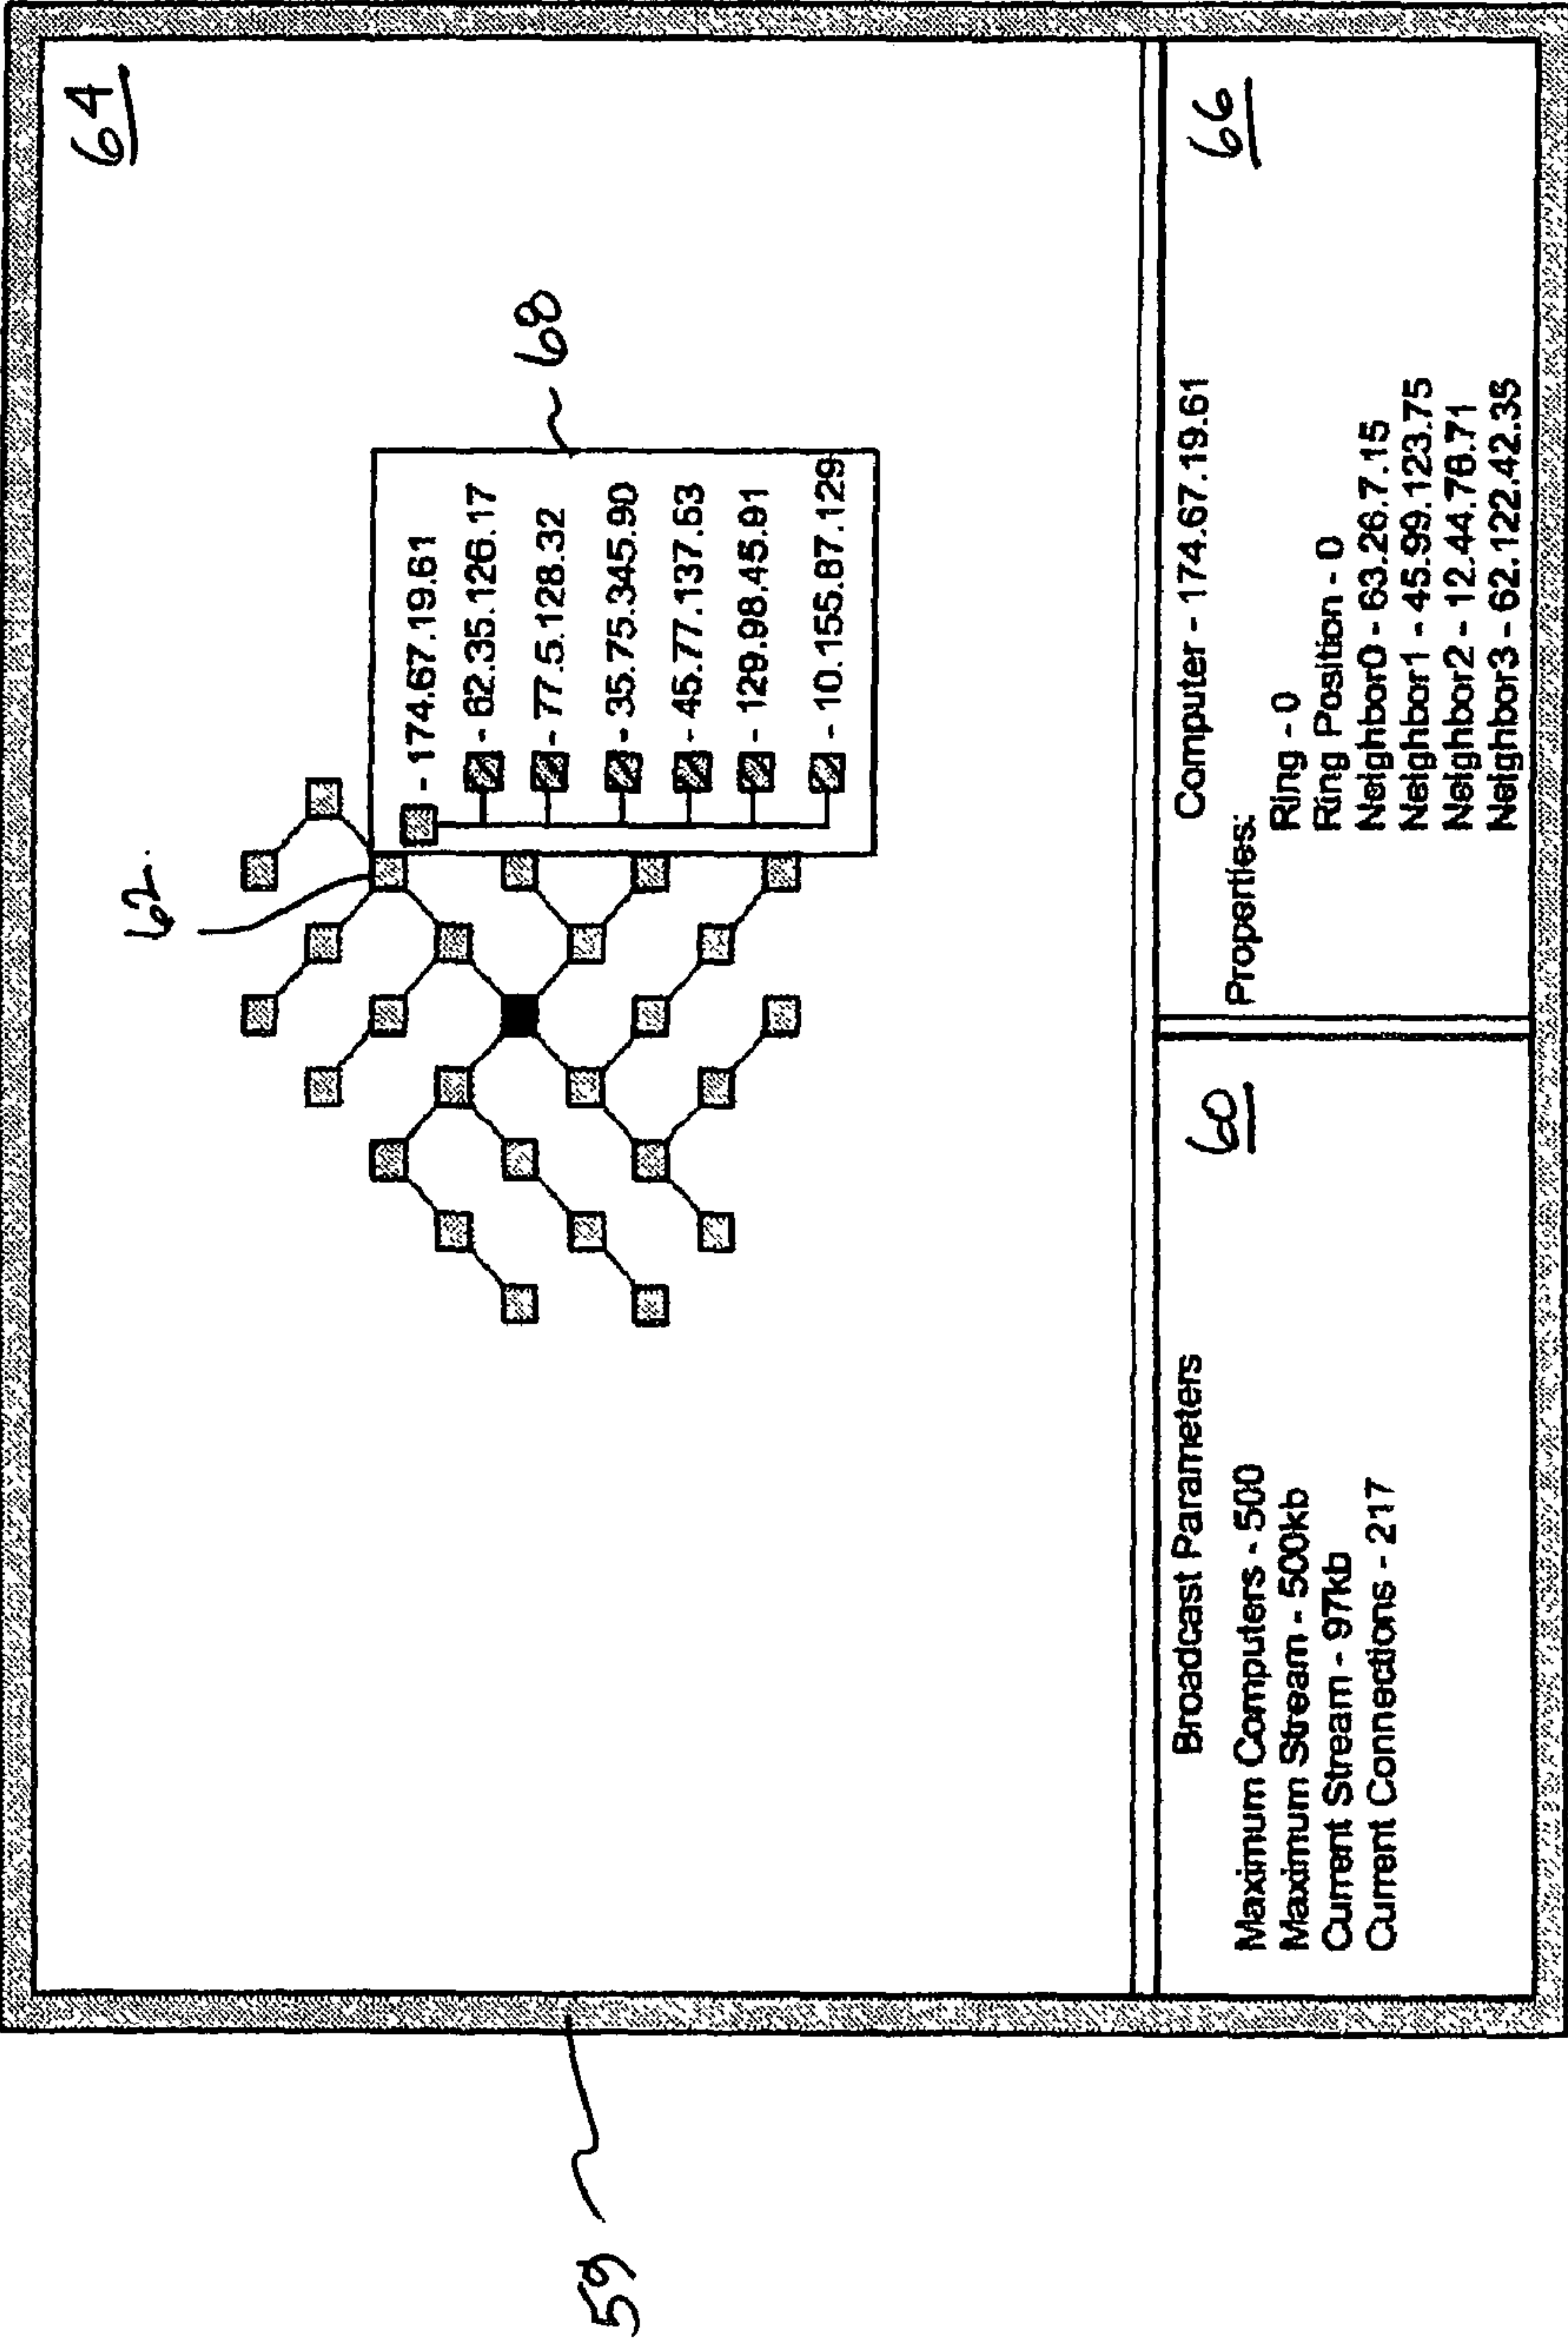 64
62
68
- 174.67.19.61
- 62.35.126.17
- 77.5.128.32
- 35.75.345.90
- 45.77.137.53
- 129.98.45.91
- 10.155.87.129
59
Broadcast Parameters
60
Maximum Computers - 500
Maximum Stream - 500kb
Current Stream - 97kb
Current Connections - 217
Computer - 174.67.19.61
66
Properties:
Ring - 0
Ring Position - 0
Neighbor0 - 63.26.7.15
Neighbor1 - 45.99.123.75
Neighbor2 - 12.44.76.71
Neighbor3 - 62.122.42.35